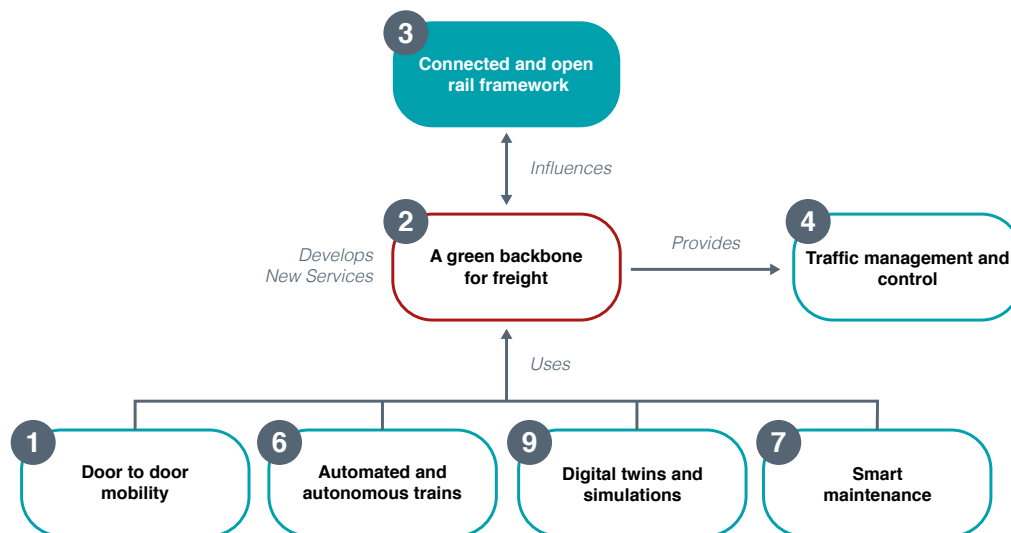 3
Connected and open
rail framework
Influences
2
A green backbone
for freight
Develops
New Services
Provides
4
Traffic management and
control
Uses
1
Door to door
mobility
6
Automated and
autonomous trains
9
Digital twins and
simulations
7
Smart
maintenance